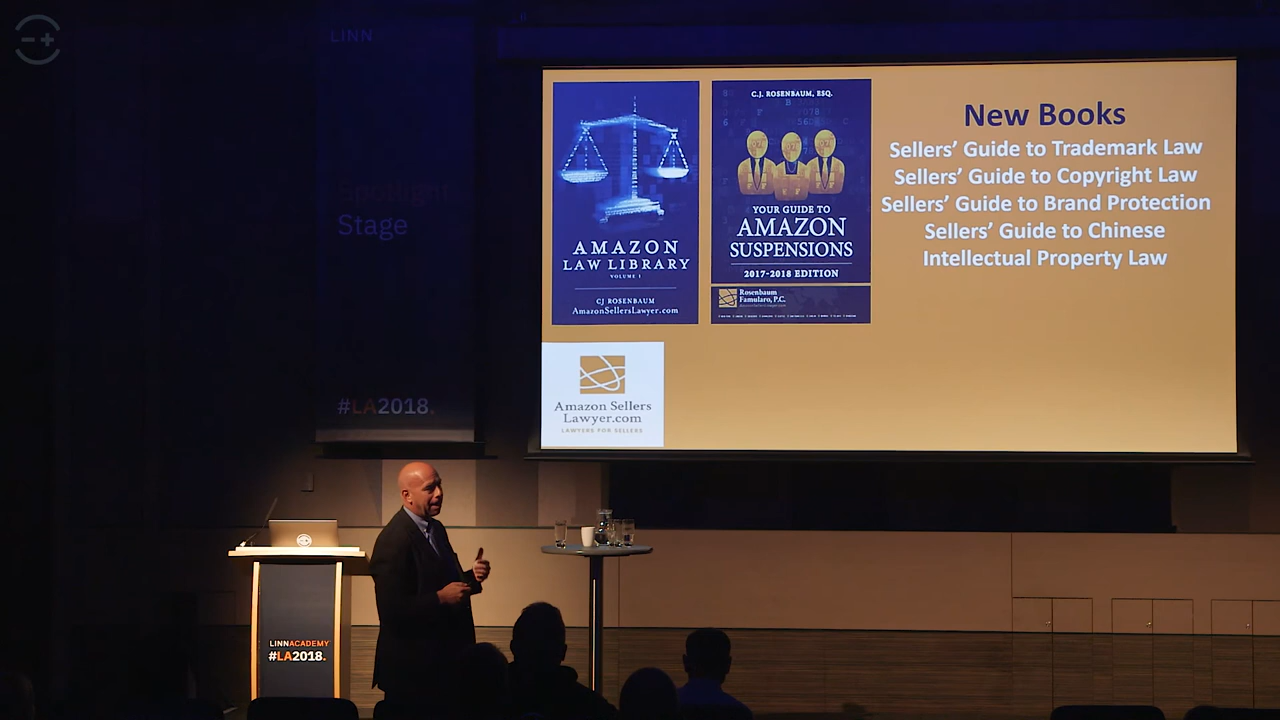 LINN
Spotlight
Stage
#LA2018.
AMAZON
LAW LIBRARY
VOLUME 1
CJ ROSENBAUM
AmazonSellersLawyer.com
C.J. ROSENBAUM, ESQ.
YOUR GUIDE TO
AMAZON
SUSPENSIONS
2017-2018 EDITION
Rosenbaum
Famularo, P.C.
New Books
Sellers' Guide to Trademark Law
Sellers' Guide to Copyright Law
Sellers' Guide to Brand Protection
Sellers' Guide to Chinese
Intellectual Property Law
Amazon Sellers
Lawyer.com
LAWYERS FOR SELLERS
LINNACADEMY
#LA2018.